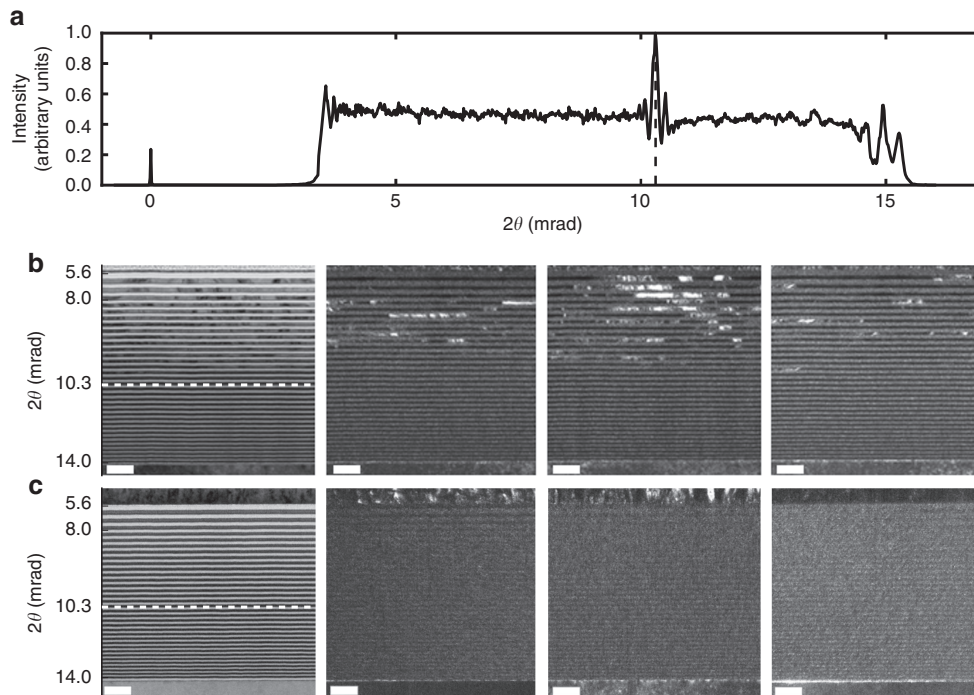 a
Intensity
(arbitrary units)
1.0
0.8
0.6
0.4
0.2
0.0
0
5
10
15
2θ (mrad)
b
2θ (mrad)
5.6
8.0
10.3
14.0
c
2θ (mrad)
5.6
8.0
10.3
14.0